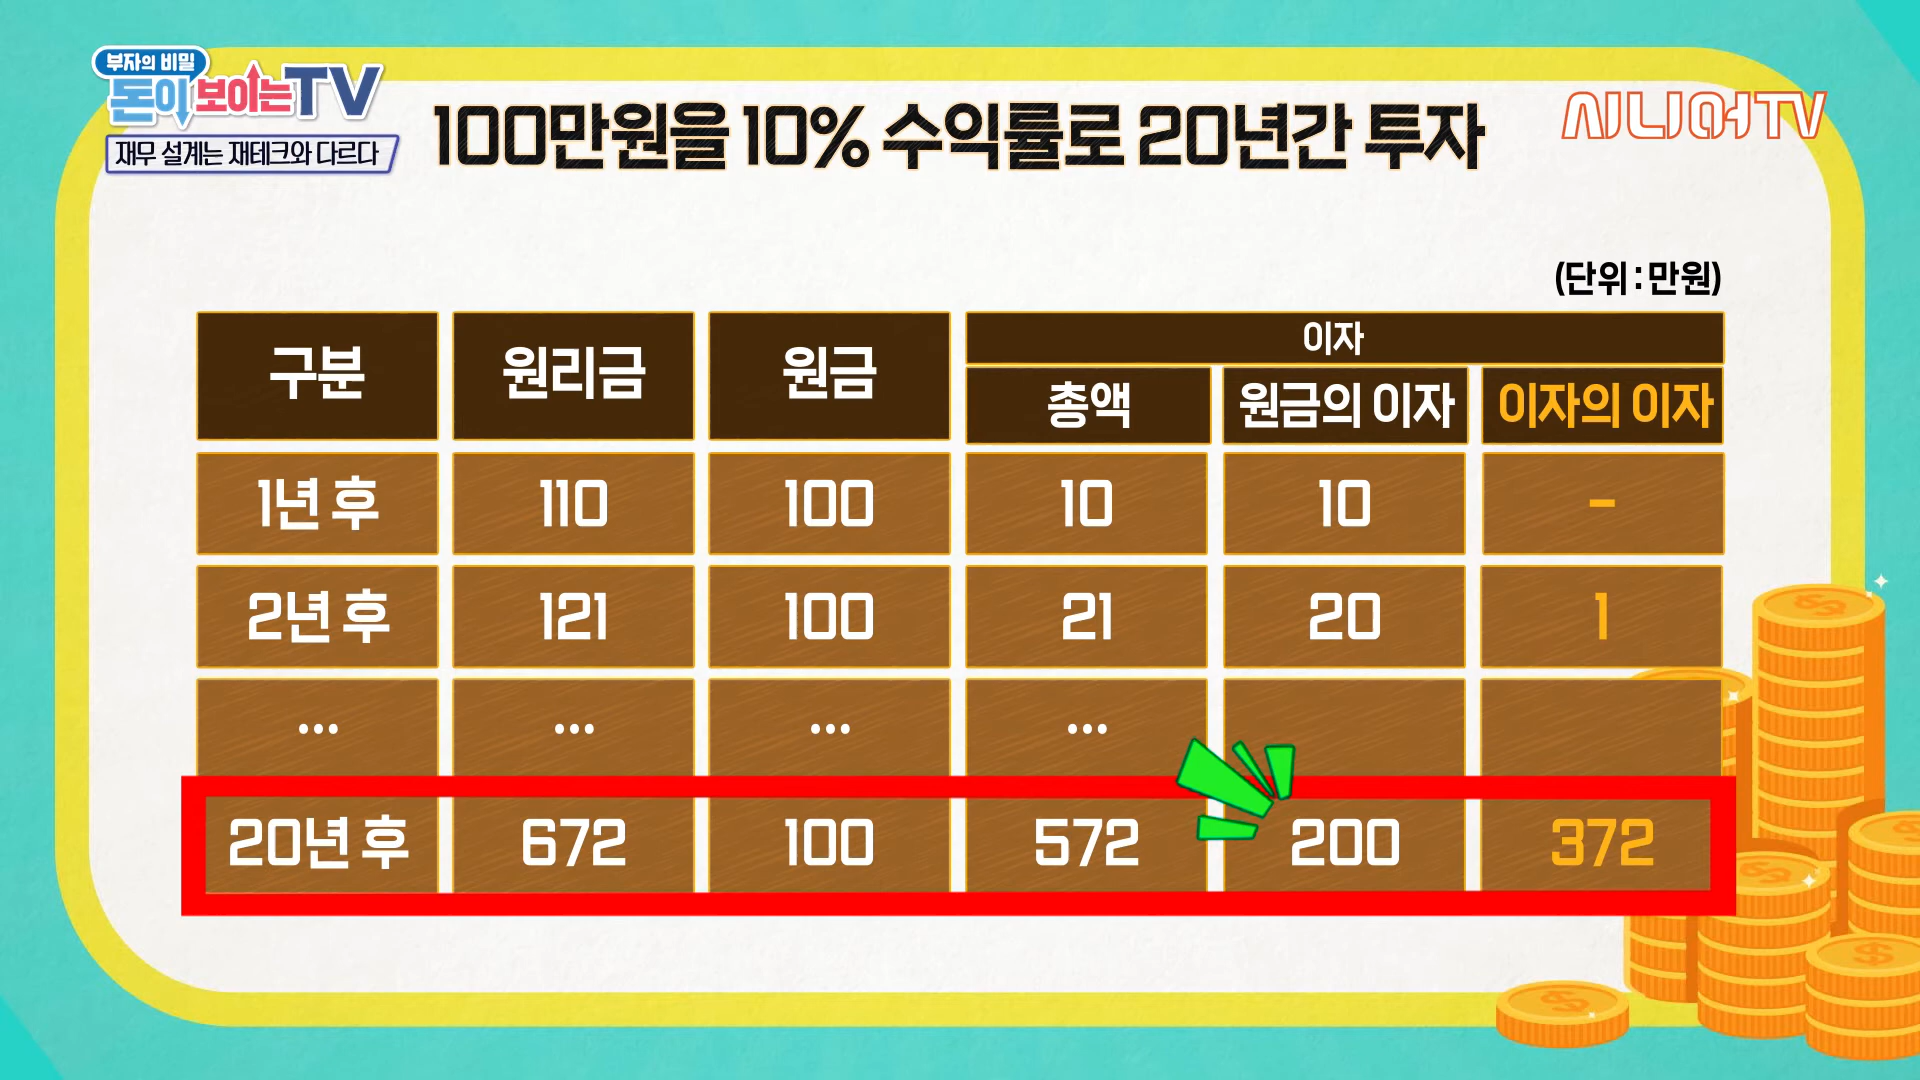 부자의 비밀
돈이 보이는TV
재무 설계는 재테크와 다르다
100만원을 10% 수익률로 20년간 투자
시니어TV
(단위 : 만원)
구분 원리금 원금 이자
총액 원금의 이자 이자의 이자
1년 후 110 100 10 10 -
2년 후 121 100 21 20 1
... ... ... ...
20년 후 672 100 572 200 372